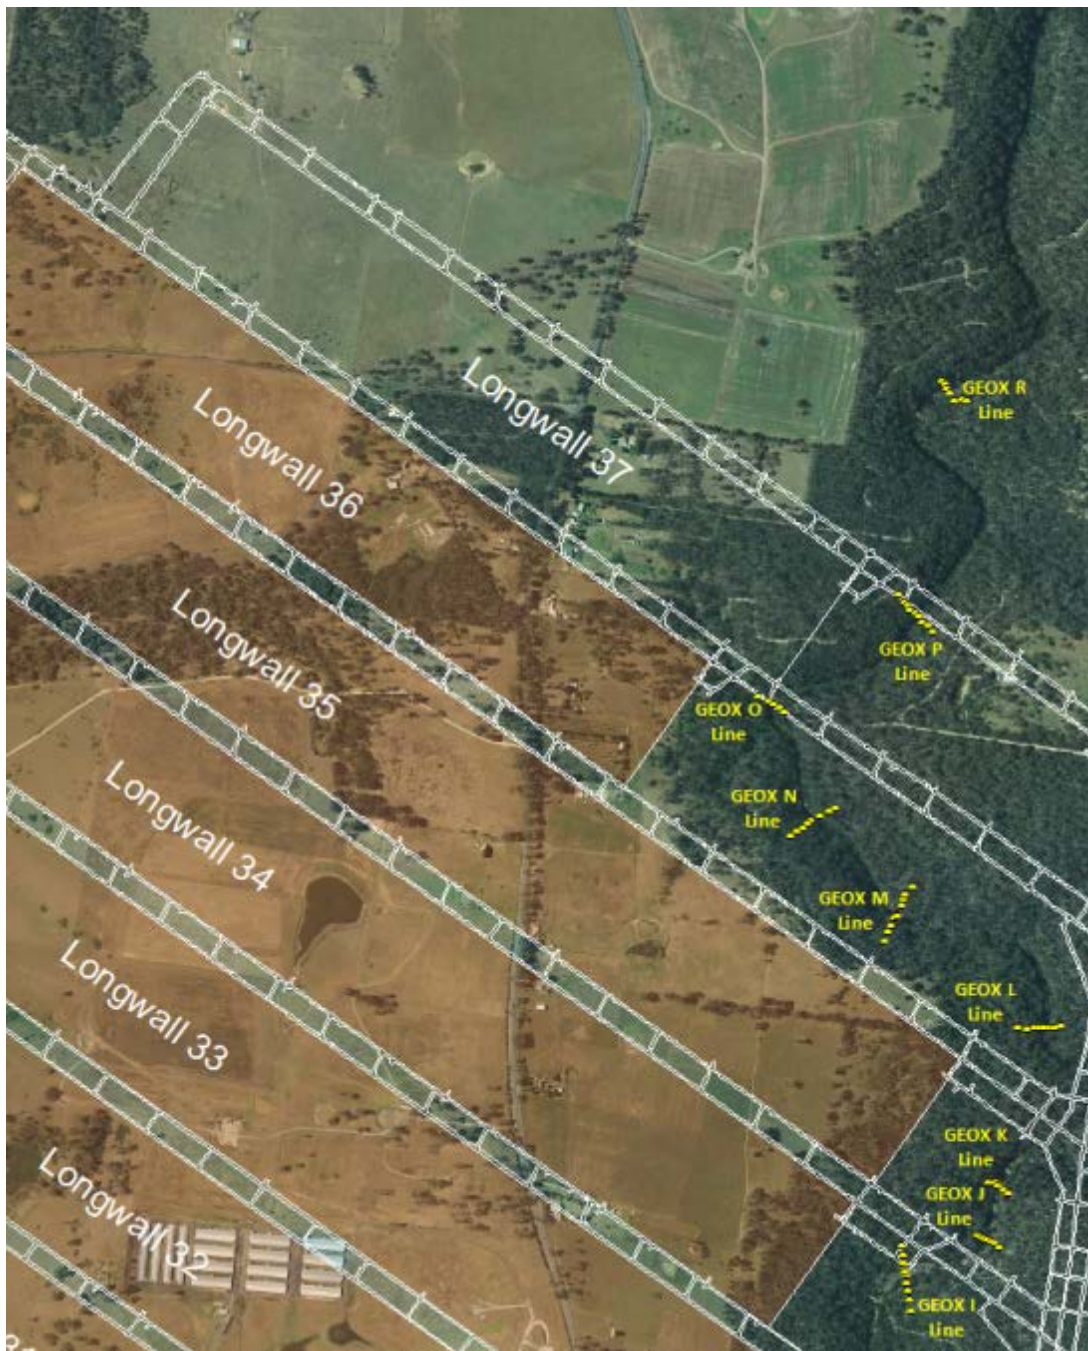 Longwall 37
GEOX R
Line
Longwall 36
GEOX P
Line
Longwall 35
GEOX O
Line
GEOX N
Line
Longwall 34
GEOX M
Line
Longwall 33
GEOX L
Line
GEOX K
Line
GEOX J
Line
Longwall 32
GEOX I
Line